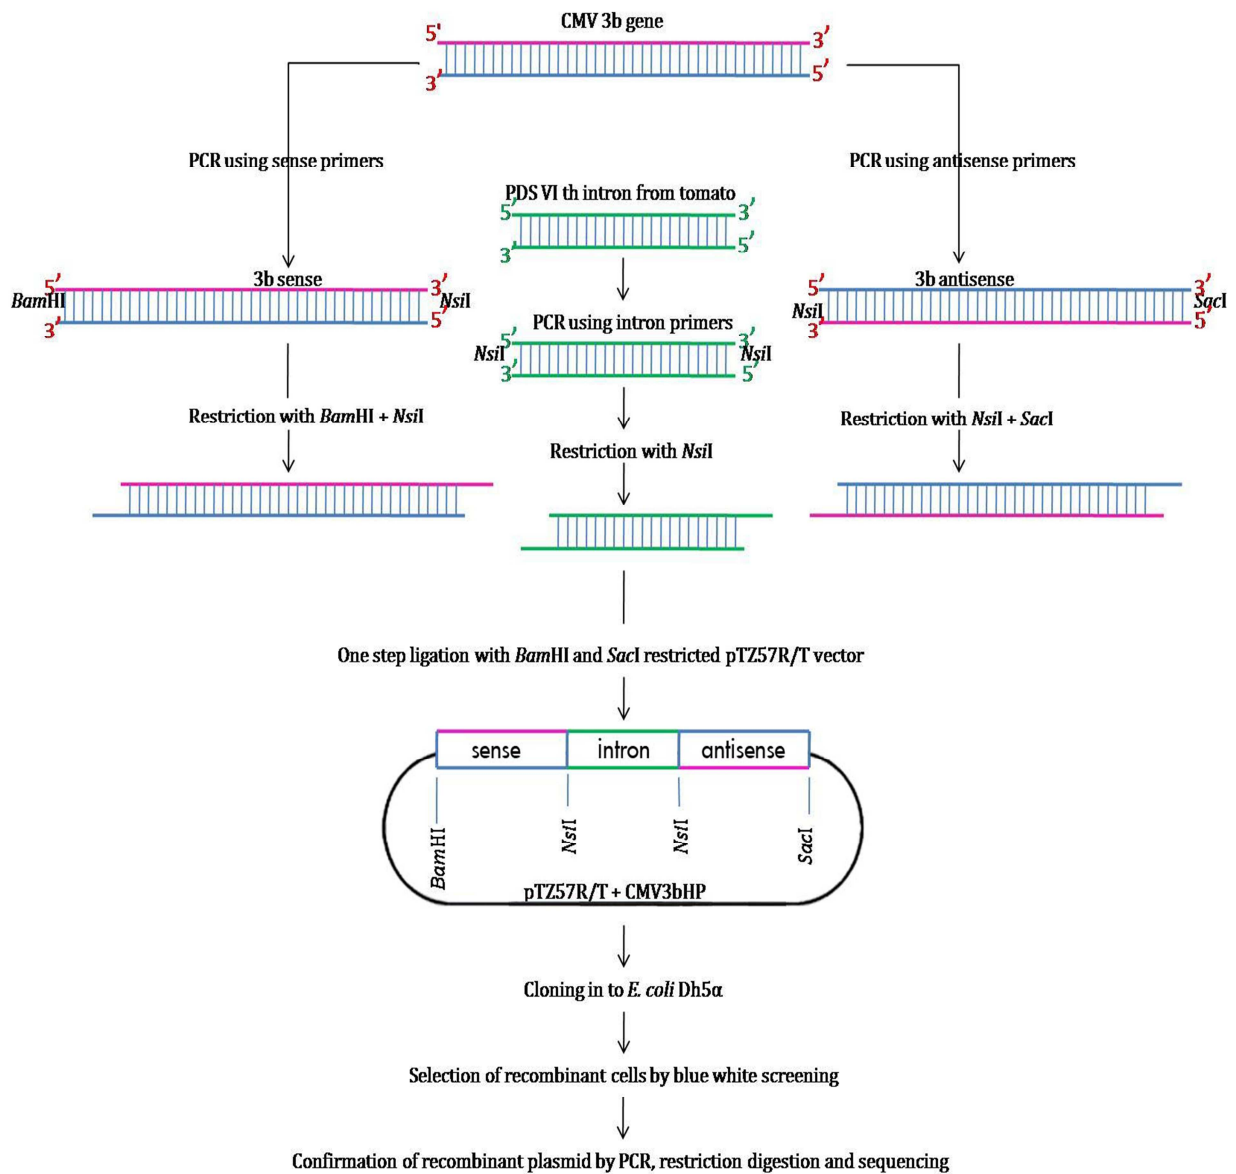 CMV 3b gene
5'
3'
3'
5'
PCR using sense primers
PCR using antisense primers
PDS VI th intron from tomato
5'
3'
3'
5'
3b sense
5'
3'
BamHI
NsiI
3'
5'
3b antisense
5'
3'
NsiI
SacI
3'
5'
PCR using intron primers
5'
3'
NsiI
NsiI
3'
5'
Restriction with BamHI + NsiI
Restriction with NsiI
Restriction with NsiI + SacI
One step ligation with BamHI and SacI restricted pTZ57R/T vector
sense
intron
antisense
BamHI
NsiI
NsiI
SacI
pTZ57R/T + CMV3bHP
Cloning in to E. coli Dh5α
Selection of recombinant cells by blue white screening
Confirmation of recombinant plasmid by PCR, restriction digestion and sequencing